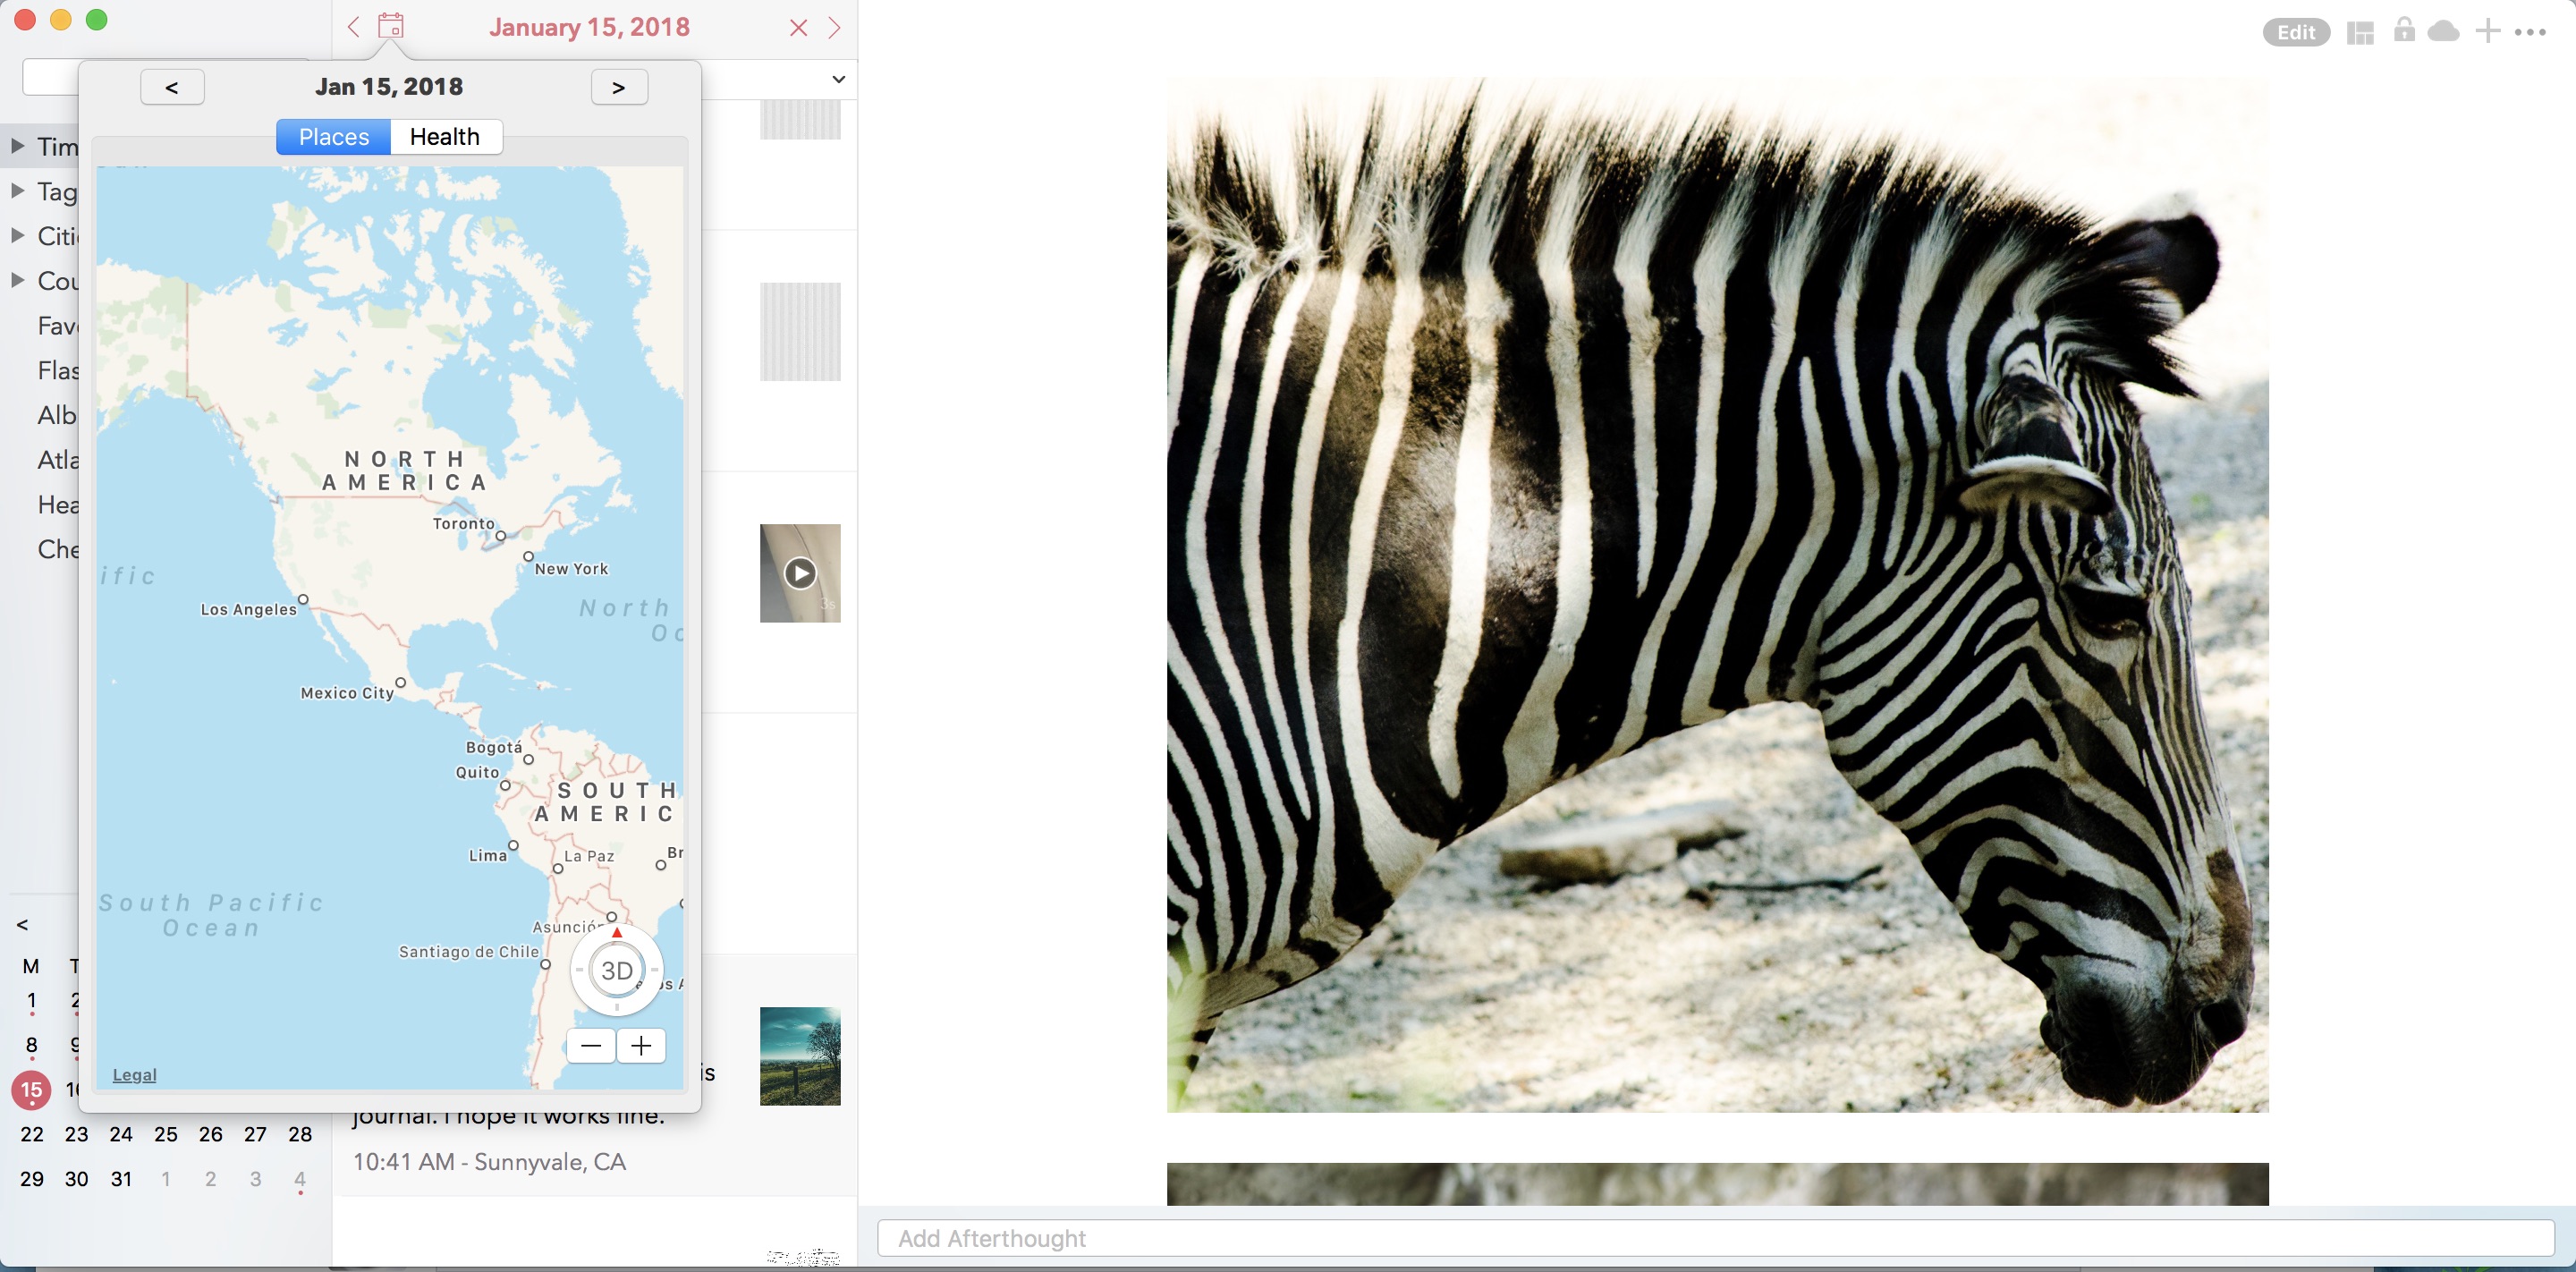 January 15, 2018
Edit
< Jan 15, 2018 >
Places Health
Tim
Tag
Citi
Cou
Fav
Flas
Alb
Atla
Hea
Che
NORTH
AMERICA
Toronto
New York
ific
Los Angeles
North
Oc
Mexico City
Bogotá
Quito
SOUTH
AMERIC
Lima
La Paz
Br
South Pacific
Ocean
Asunción
Santiago de Chile
3D
os A
Legal
3s
is
journal. I hope it works fine.
10:41 AM - Sunnyvale, CA
<
M T
1 2
8 9
15 16
22 23 24 25 26 27 28
29 30 31 1 2 3 4
Add Afterthought